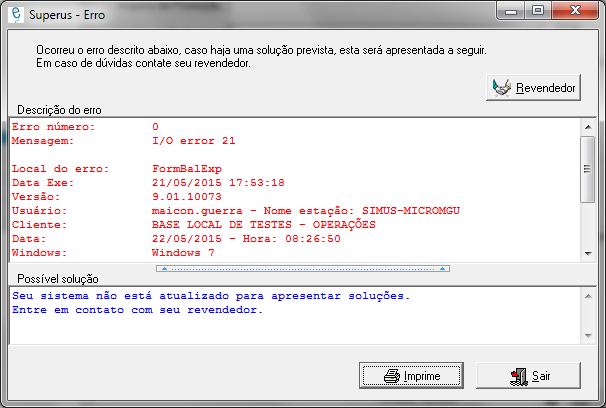 Superus - Erro
Ocorreu o erro descrito abaixo, caso haja uma solução prevista, esta será apresentada a seguir.
Em caso de dúvidas contate seu revendedor.
Revendedor
Descrição do erro
Erro número: 0
Mensagem: I/O error 21
Local do erro: FormBalExp
Data Exe: 21/05/2015 17:53:18
Versão: 9.01.10073
Usuário: maicon.guerra - Nome estação: SIMUS-MICROMGU
Cliente: BASE LOCAL DE TESTES - OPERAÇÕES
Data: 22/05/2015 - Hora: 08:26:50
Windows: Windows 7
Possível solução
Seu sistema não está atualizado para apresentar soluções.
Entre em contato com seu revendedor.
Imprime
Sair